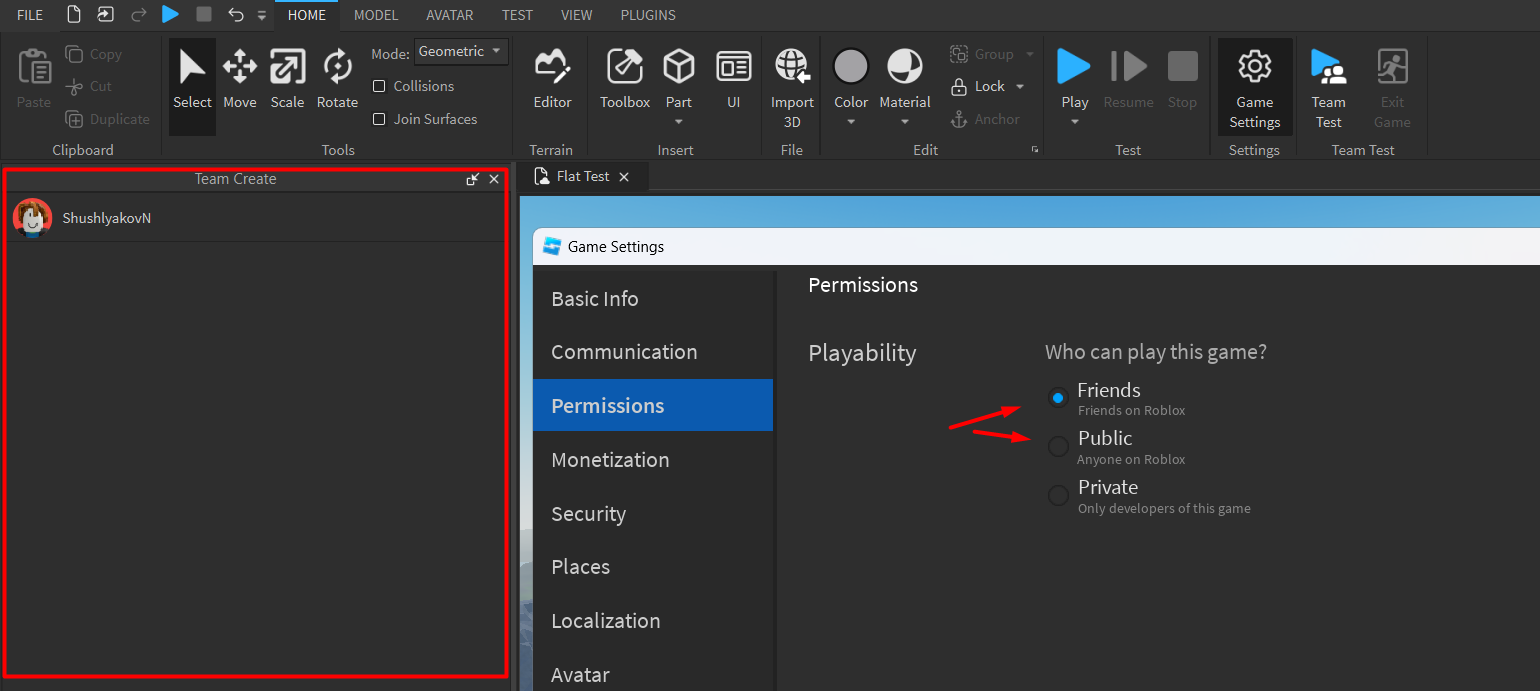 FILE HOME MODEL AVATAR TEST VIEW PLUGINS
Paste
Copy
Cut
Duplicate
Clipboard
Select Move Scale Rotate
Mode: Geometric
Collisions
Join Surfaces
Tools
Editor
Terrain
Toolbox Part UI
Insert
Import
3D
File
Color Material
Group
Lock
Anchor
Edit
Play Resume Stop
Test
Game
Settings
Settings
Team
Test
Exit
Game
Team Test
Team Create
ShushlyakovN
Flat Test
Game Settings
Basic Info
Communication
Permissions
Monetization
Security
Places
Localization
Avatar
Permissions
Playability
Who can play this game?
Friends
Friends on Roblox
Public
Anyone on Roblox
Private
Only developers of this game